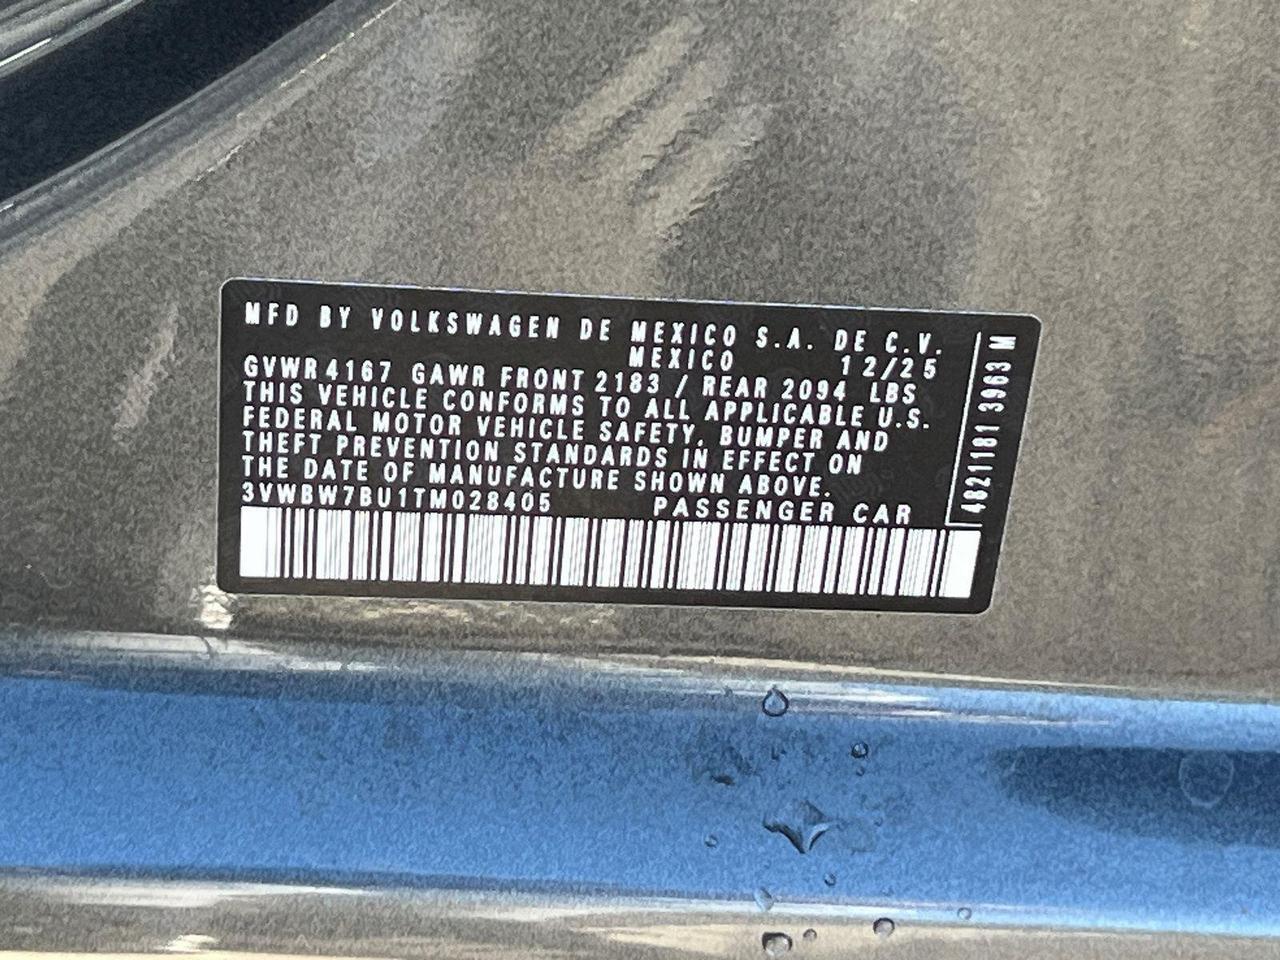 MFD BY VOLKSWAGEN DE MEXICO S.A. DE C.V.
MEXICO 12/25
GVWR 4167 GAWR FRONT 2183 / REAR 2094 LBS
THIS VEHICLE CONFORMS TO ALL APPLICABLE U.S.
FEDERAL MOTOR VEHICLE SAFETY, BUMPER AND
THEFT PREVENTION STANDARDS IN EFFECT ON
THE DATE OF MANUFACTURE SHOWN ABOVE.
3VWBW7BU1TM028405 PASSENGER CAR
4821181 3963 M